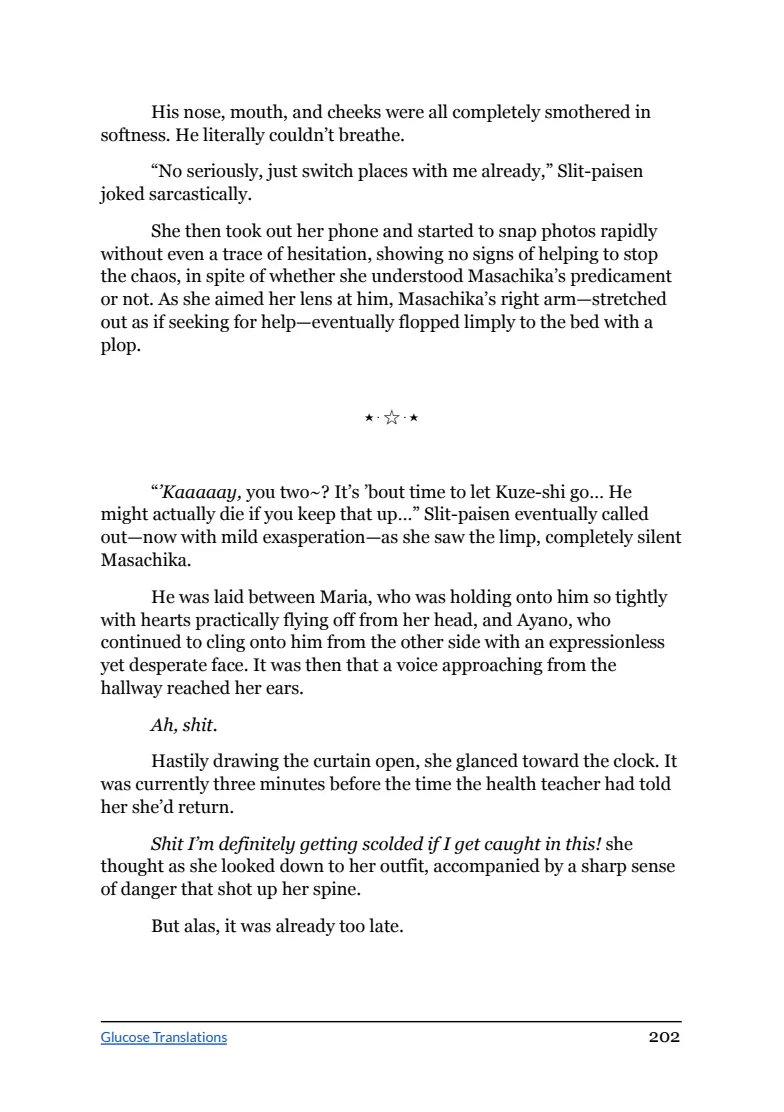 His nose, mouth, and cheeks were all completely smothered in
softness. He literally couldn’t breathe.
“No seriously, just switch places with me already,” Slit-paisen
joked sarcastically.
She then took out her phone and started to snap photos rapidly
without even a trace of hesitation, showing no signs of helping to stop
the chaos, in spite of whether she understood Masachika’s predicament
or not. As she aimed her lens at him, Masachika’s right arm—stretched
out as if seeking for help—eventually flopped limply to the bed with a
plop.
★ · ☆ · ★
“’Kaaaaay, you two~? It’s ’bout time to let Kuze-shi go… He
might actually die if you keep that up…” Slit-paisen eventually called
out—now with mild exasperation—as she saw the limp, completely silent
Masachika.
He was laid between Maria, who was holding onto him so tightly
with hearts practically flying off from her head, and Ayano, who
continued to cling onto him from the other side with an expressionless
yet desperate face. It was then that a voice approaching from the
hallway reached her ears.
Ah, shit.
Hastily drawing the curtain open, she glanced toward the clock. It
was currently three minutes before the time the health teacher had told
her she’d return.
Shit I’m definitely getting scolded if I get caught in this! she
thought as she looked down to her outfit, accompanied by a sharp sense
of danger that shot up her spine.
But alas, it was already too late.
Glucose Translations
202